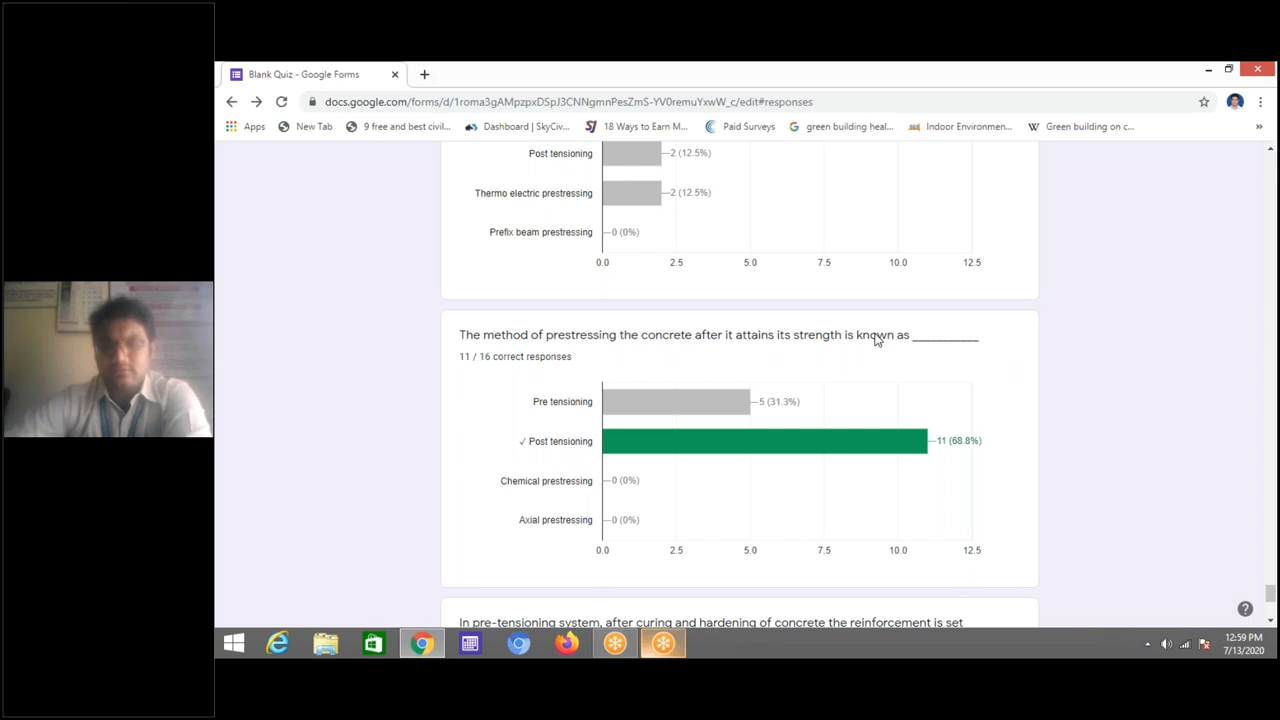 Blank Quiz - Google Forms
docs.google.com/forms/d/1roma3gAMpzpxDSpJ3CNNgmnPesZmS-YV0remuYxwW_c/edit#responses
Apps New Tab 9 free and best civil... Dashboard | SkyCiv... 18 Ways to Earn M... Paid Surveys green building heal... Indoor Environmen... Green building on c... »
Post tensioning 2 (12.5%)
Thermo electric prestressing 2 (12.5%)
Prefix beam prestressing 0 (0%)
0.0 2.5 5.0 7.5 10.0 12.5
The method of prestressing the concrete after it attains its strength is known as ___________
11 / 16 correct responses
Pre tensioning 5 (31.3%)
✓ Post tensioning 11 (68.8%)
Chemical prestressing 0 (0%)
Axial prestressing 0 (0%)
0.0 2.5 5.0 7.5 10.0 12.5
In pre-tensioning system, after curing and hardening of concrete the reinforcement is set
12:59 PM
7/13/2020